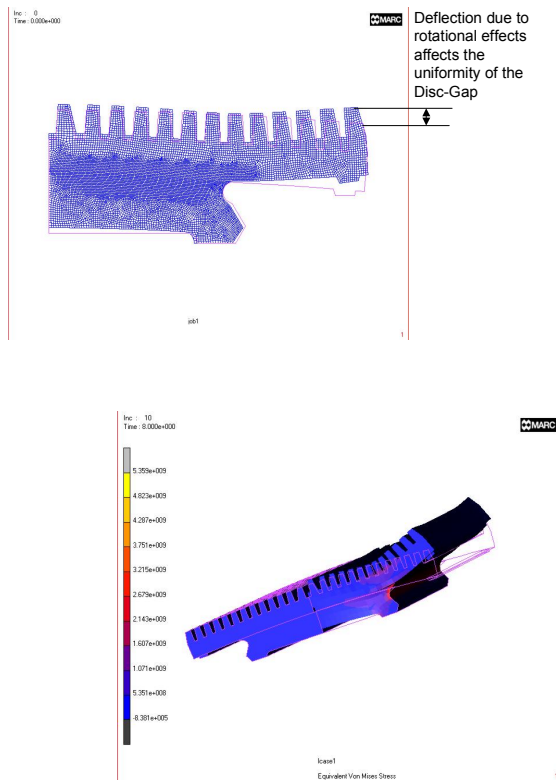 Inc : 0
Time : 0.000e+000
MARC
Deflection due to
rotational effects
affects the
uniformity of the
Disc-Gap
job1
1
Inc : 10
Time : 8.000e+000
MARC
5.359e+009
4.823e+009
4.287e+009
3.751e+009
3.215e+009
2.679e+009
2.143e+009
1.607e+009
1.071e+009
5.351e+008
-8.381e+005
lcase1
Equivalent Von Mises Stress